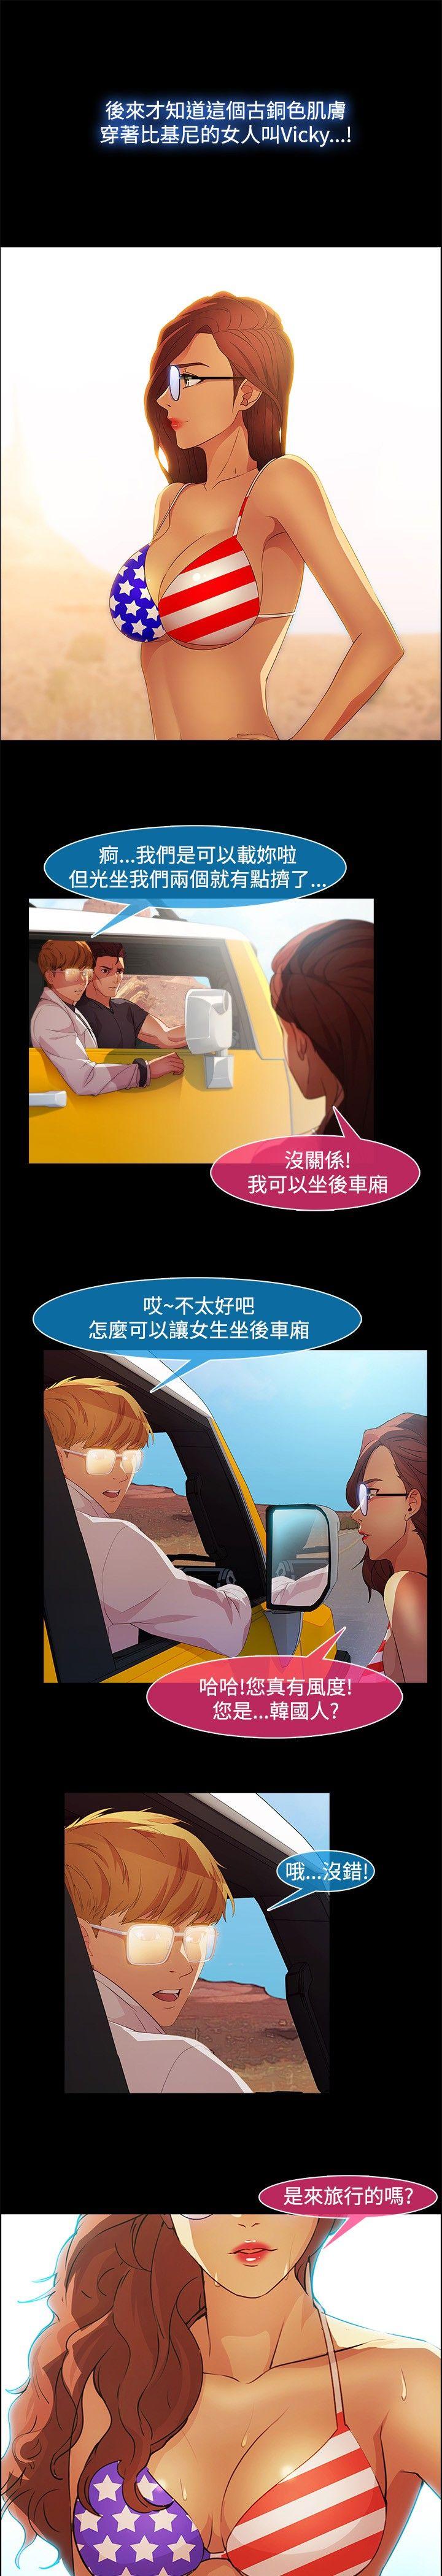 後來才知道這個古銅色肌膚
穿著比基尼的女人叫Vicky...!
痾...我們是可以載妳啦
但光坐我們兩個就有點擠了...
沒關係!
我可以坐後車廂
哎~不太好吧
怎麼可以讓女生坐後車廂
哈哈!您真有風度!
您是...韓國人?
哦...沒錯!
是來旅行的嗎?